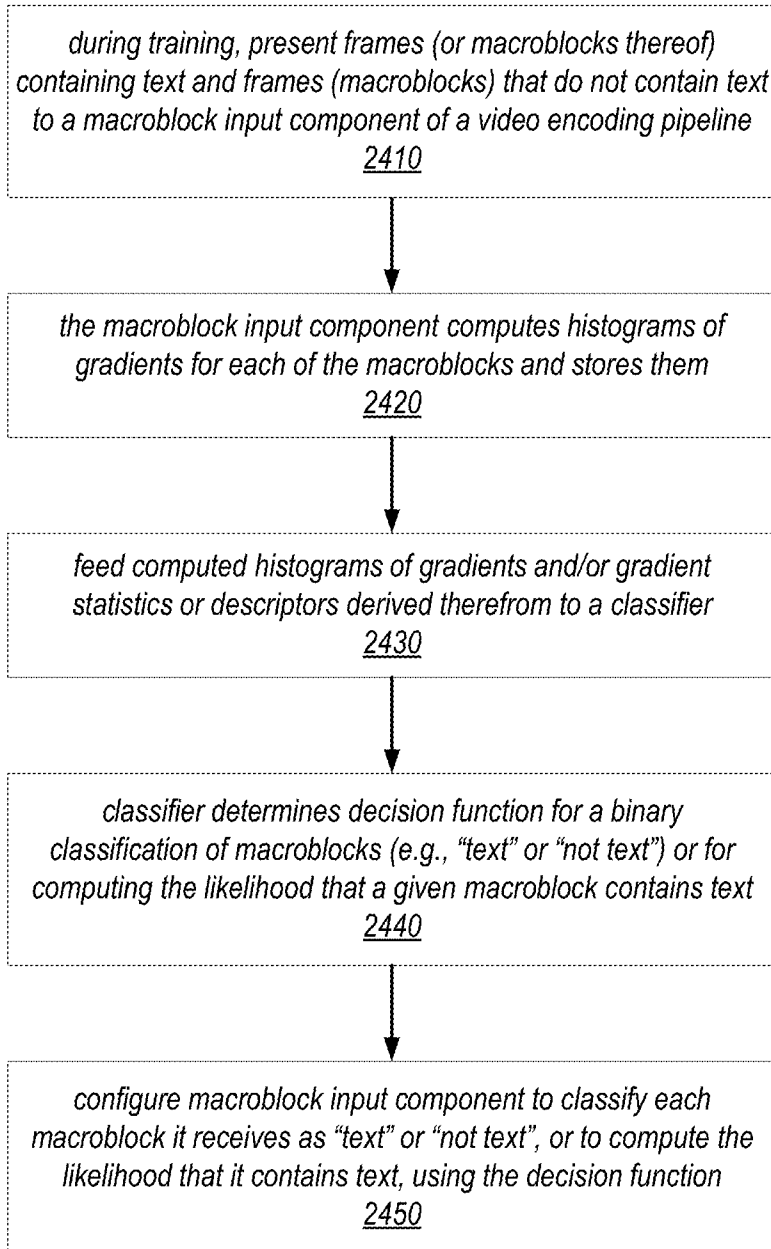 during training, present frames (or macroblocks thereof)
containing text and frames (macroblocks) that do not contain text
to a macroblock input component of a video encoding pipeline
2410
the macroblock input component computes histograms of
gradients for each of the macroblocks and stores them
2420
feed computed histograms of gradients and/or gradient
statistics or descriptors derived therefrom to a classifier
2430
classifier determines decision function for a binary
classification of macroblocks (e.g., “text” or “not text”) or for
computing the likelihood that a given macroblock contains text
2440
configure macroblock input component to classify each
macroblock it receives as “text” or “not text”, or to compute the
likelihood that it contains text, using the decision function
2450